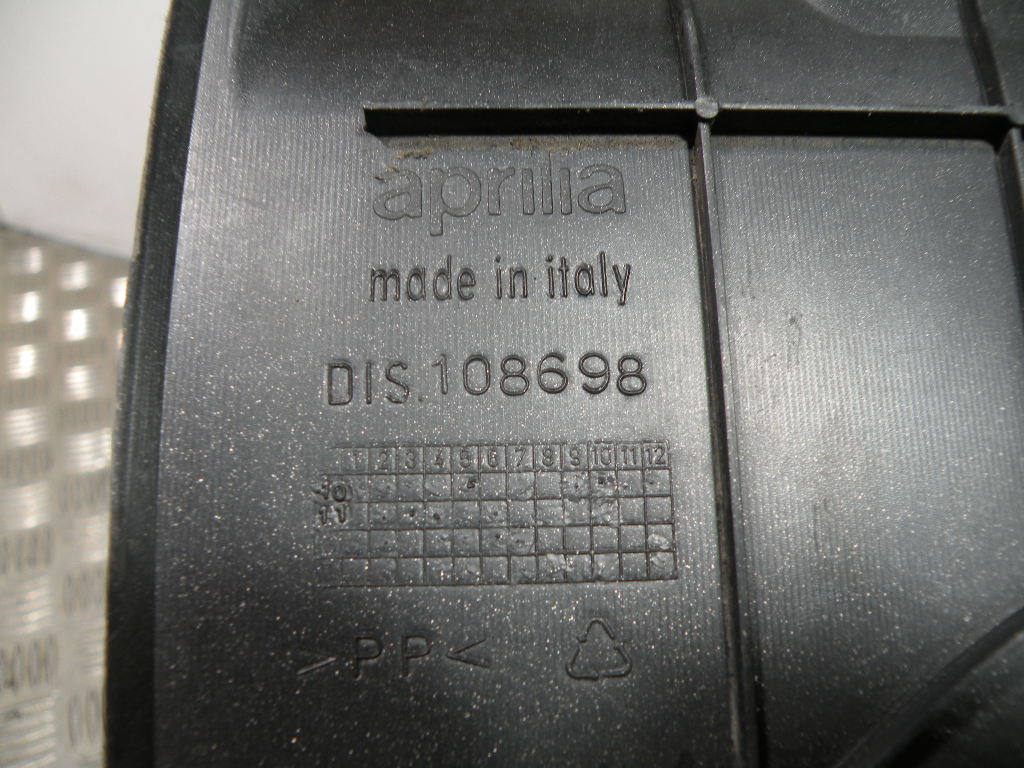 aprilia
made in italy
DIS.108698
1 2 3 4 5 6 7 8 9 10 11 12
10
11
>PP<